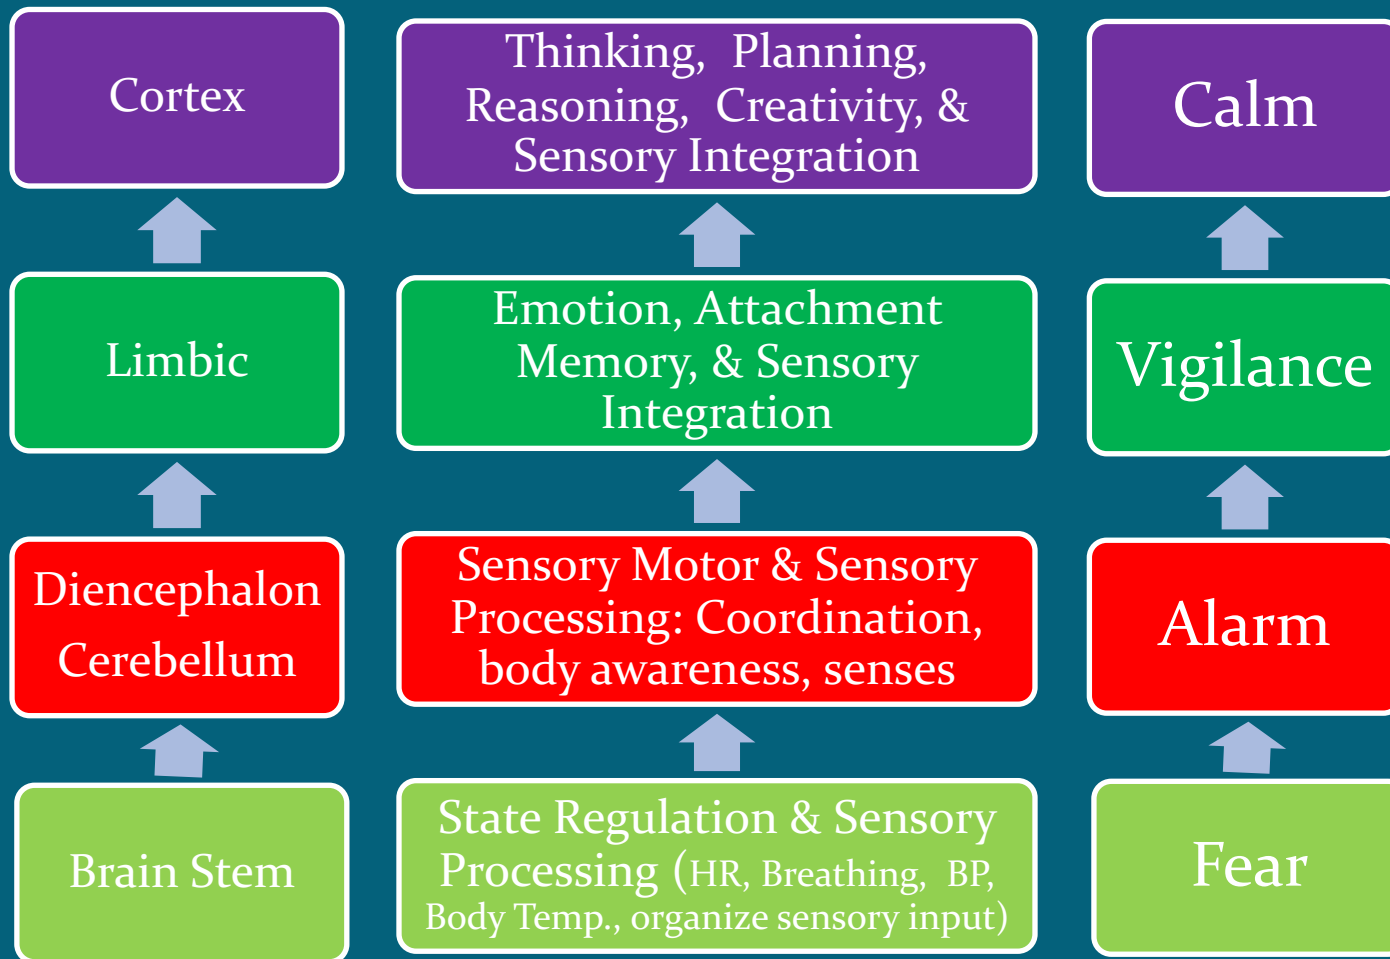 Cortex
Thinking, Planning,
Reasoning, Creativity, &
Sensory Integration
Calm
Limbic
Emotion, Attachment
Memory, & Sensory
Integration
Vigilance
Diencephalon
Cerebellum
Sensory Motor & Sensory
Processing: Coordination,
body awareness, senses
Alarm
Brain Stem
State Regulation & Sensory
Processing (HR, Breathing, BP,
Body Temp., organize sensory input)
Fear